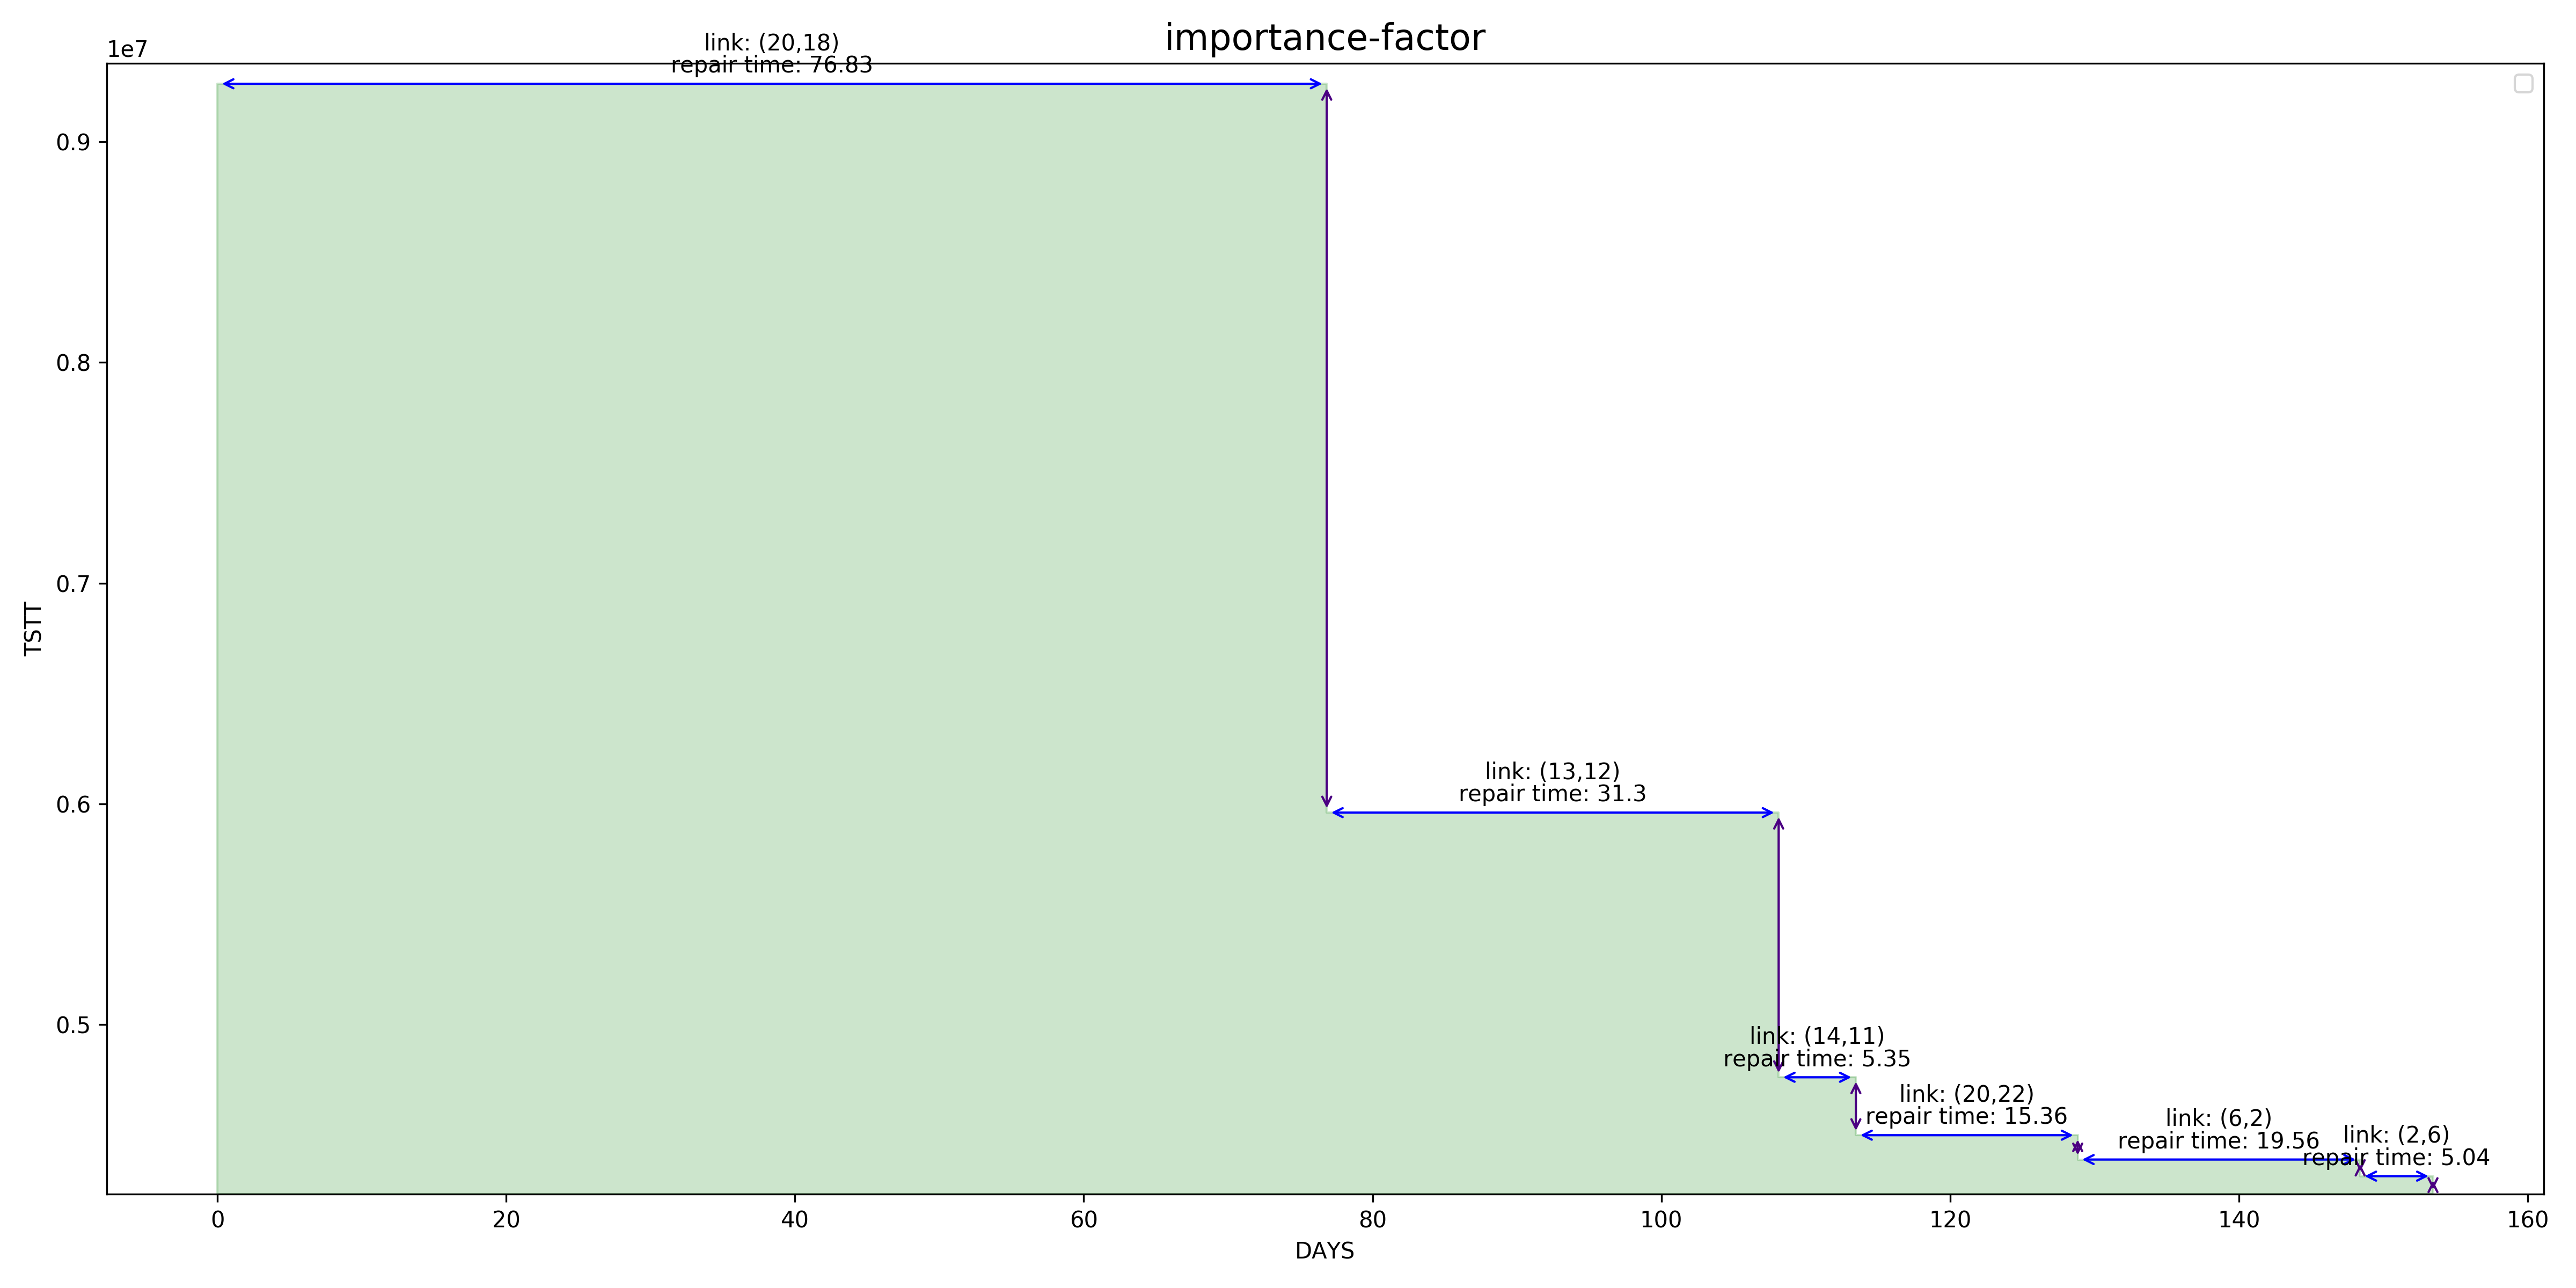 importance-factor
1e7
link: (20,18)
repair time: 76.83
0.9
0.8
0.7
0.6
0.5
TSTT
link: (13,12)
repair time: 31.3
link: (14,11)
repair time: 5.35
link: (20,22)
repair time: 15.36
link: (6,2)
repair time: 19.56
link: (2,6)
repair time: 5.04
0 20 40 60 80 100 120 140 160
DAYS